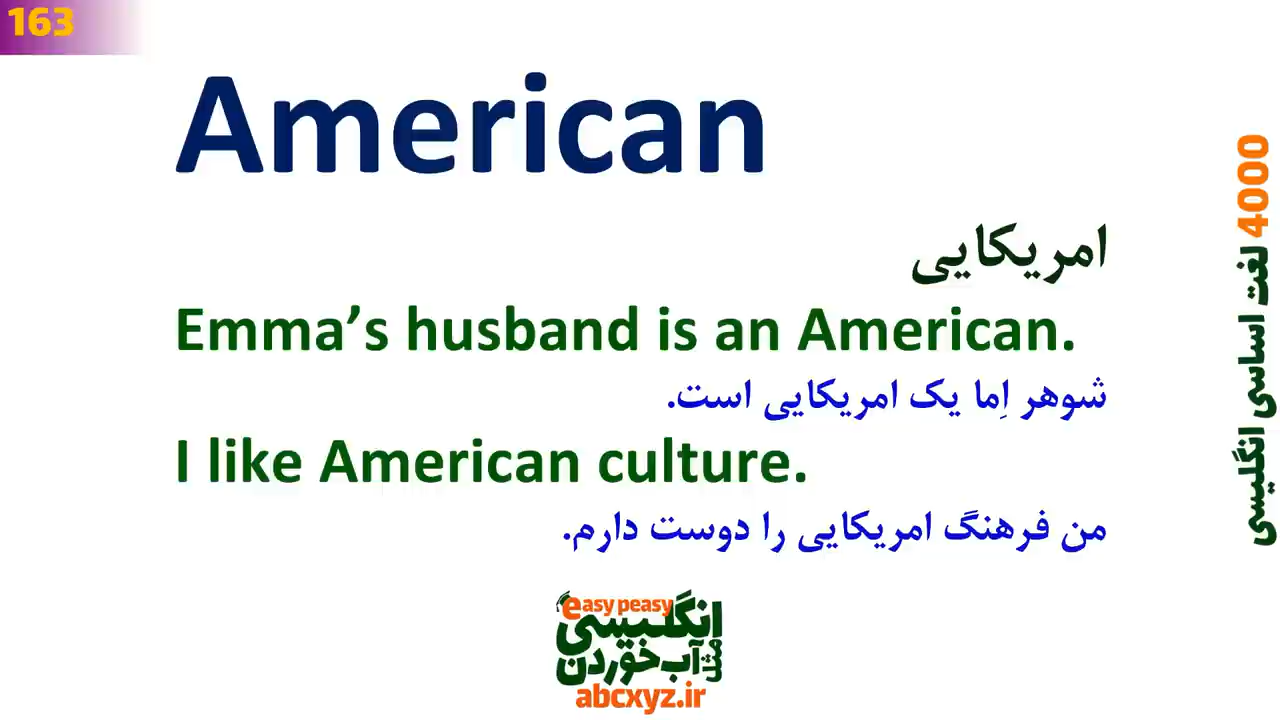 163
American
امریکایی
Emma’s husband is an American.
شوهر اِما یک امریکایی است.
I like American culture.
من فرهنگ امریکایی را دوست دارم.
4000 لغت اساسی انگلیسی
easy peasy
انگلیسی
مثل آب خوردن
abcxyz.ir